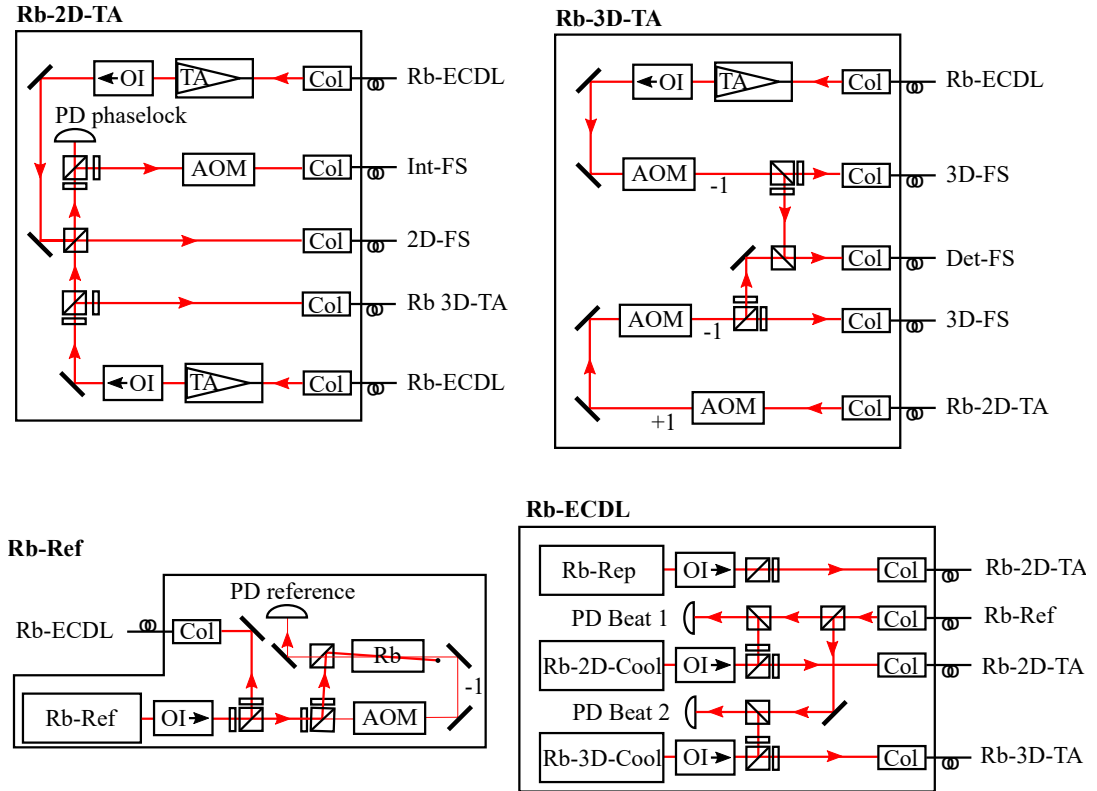 Rb-2D-TA
OI
TA
Col
Rb-ECDL
PD phaselock
AOM
Col
Int-FS
Col
2D-FS
Col
Rb 3D-TA
OI
TA
Col
Rb-ECDL
Rb-3D-TA
OI
TA
Col
Rb-ECDL
AOM
-1
Col
3D-FS
Col
Det-FS
AOM
-1
Col
3D-FS
AOM
+1
Col
Rb-2D-TA
Rb-Ref
PD reference
Rb-ECDL
Col
Rb
-1
Rb-Ref
OI
AOM
Rb-ECDL
Rb-Rep
OI
Col
Rb-2D-TA
PD Beat 1
Col
Rb-Ref
Rb-2D-Cool
OI
Col
Rb-2D-TA
PD Beat 2
Rb-3D-Cool
OI
Col
Rb-3D-TA